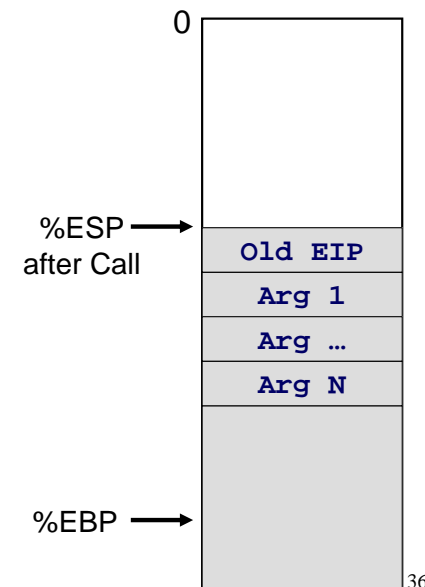 0
%ESP
after Call
Old EIP
Arg 1
Arg …
Arg N
%EBP
36